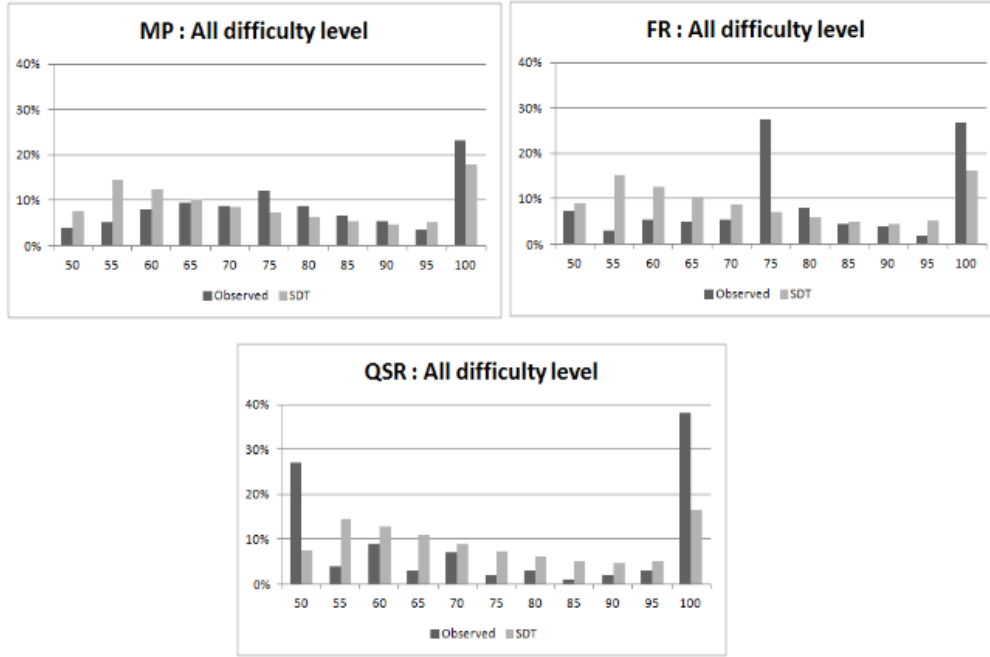 MP : All difficulty level
40%
30%
20%
10%
0%
50 55 60 65 70 75 80 85 90 95 100
Observed SDT
FR : All difficulty level
40%
30%
20%
10%
0%
50 55 60 65 70 75 80 85 90 95 100
Observed SDT
QSR : All difficulty level
40%
30%
20%
10%
0%
50 55 60 65 70 75 80 85 90 95 100
Observed SDT